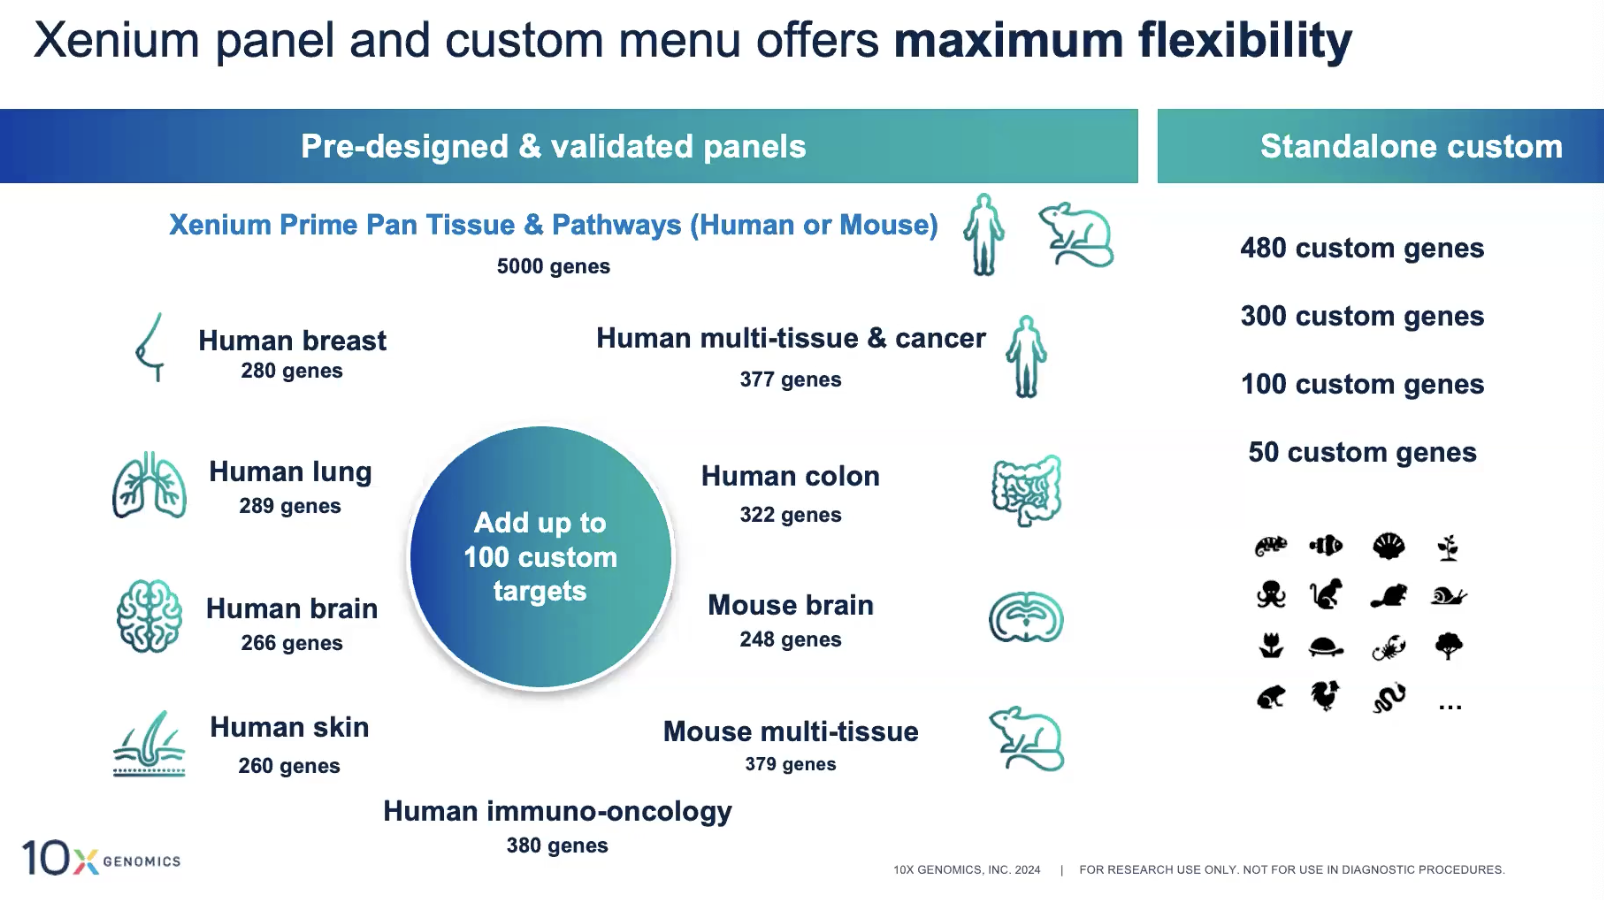 Xenium panel and custom menu offers maximum flexibility
Pre-designed & validated panels
Standalone custom
Xenium Prime Pan Tissue & Pathways (Human or Mouse)
5000 genes
Human breast
280 genes
Human multi-tissue & cancer
377 genes
Human lung
289 genes
Human colon
322 genes
Add up to
100 custom
targets
Human brain
266 genes
Mouse brain
248 genes
Human skin
260 genes
Mouse multi-tissue
379 genes
Human immuno-oncology
380 genes
480 custom genes
300 custom genes
100 custom genes
50 custom genes
...
10X GENOMICS
10X GENOMICS, INC. 2024 | FOR RESEARCH USE ONLY. NOT FOR USE IN DIAGNOSTIC PROCEDURES.